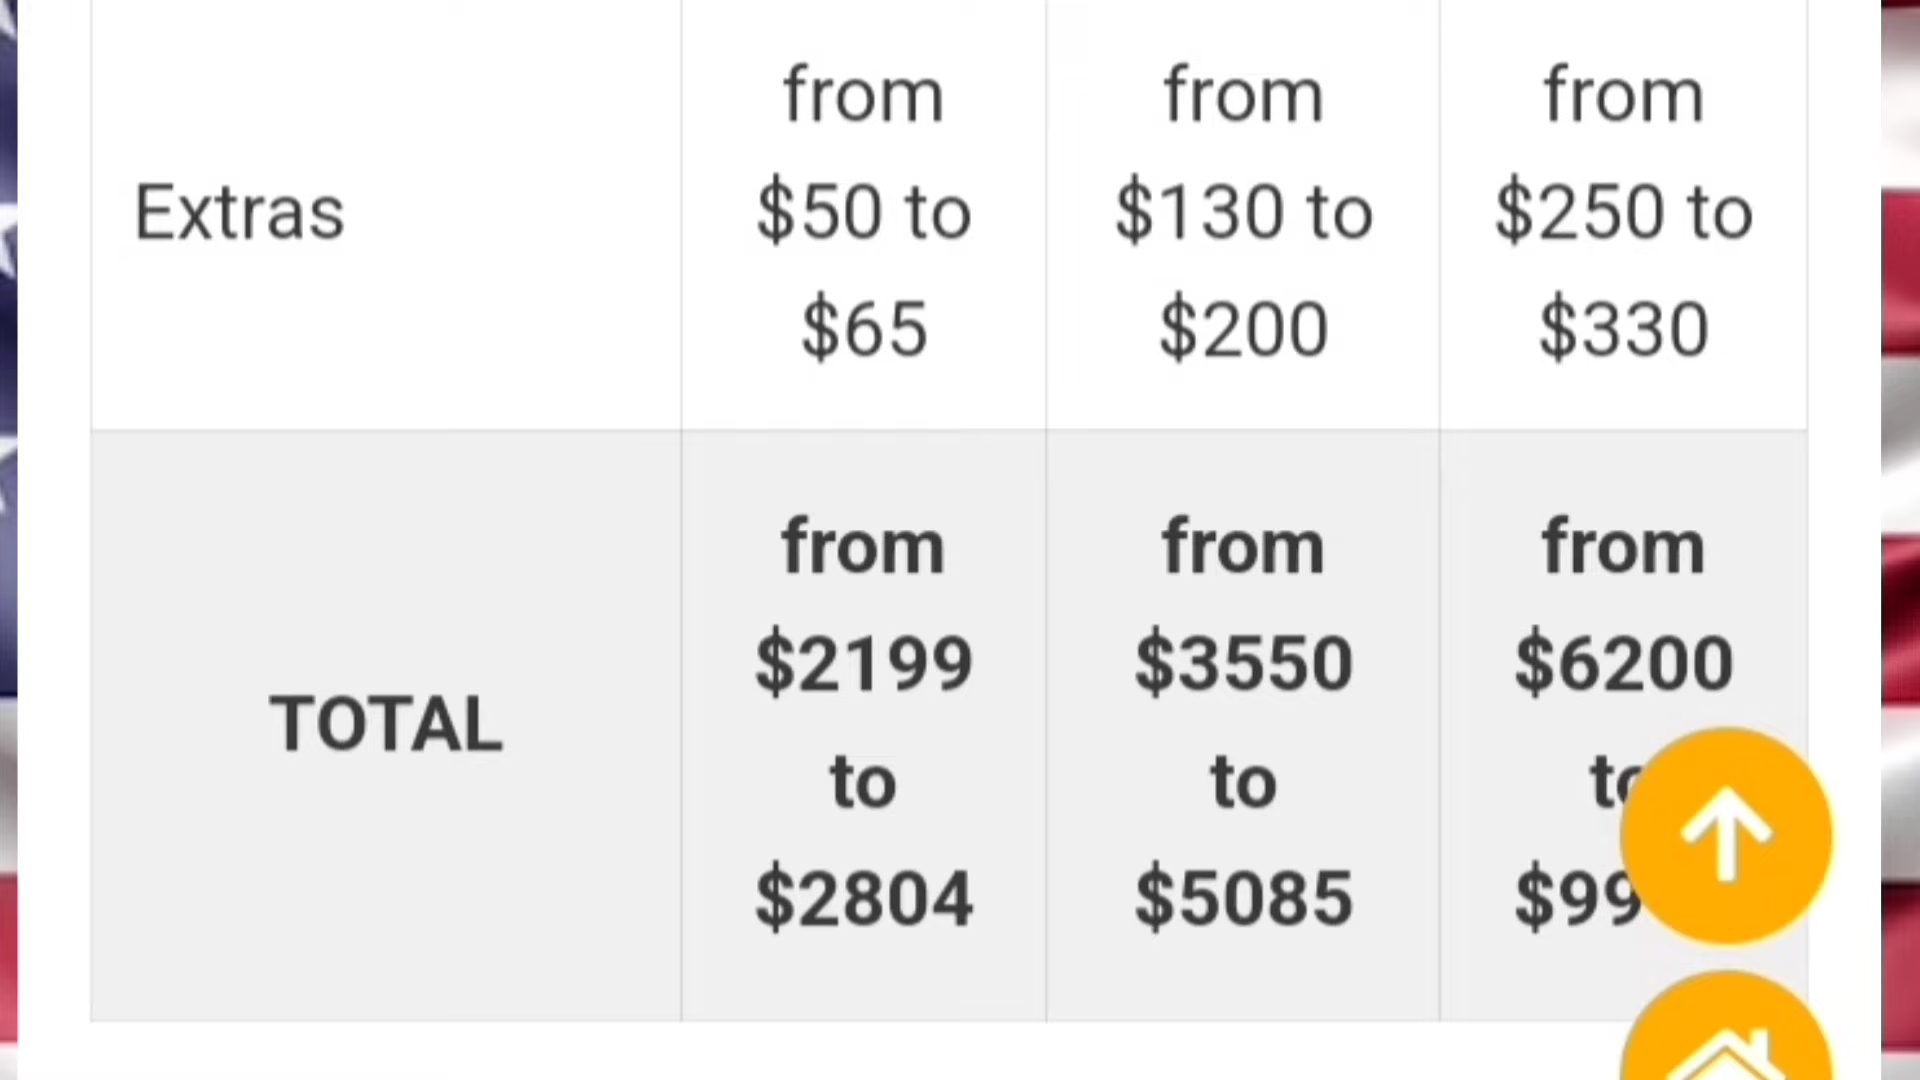 Extras
from
$50 to
$65
from
$130 to
$200
from
$250 to
$330
TOTAL
from
$2199
to
$2804
from
$3550
to
$5085
from
$6200